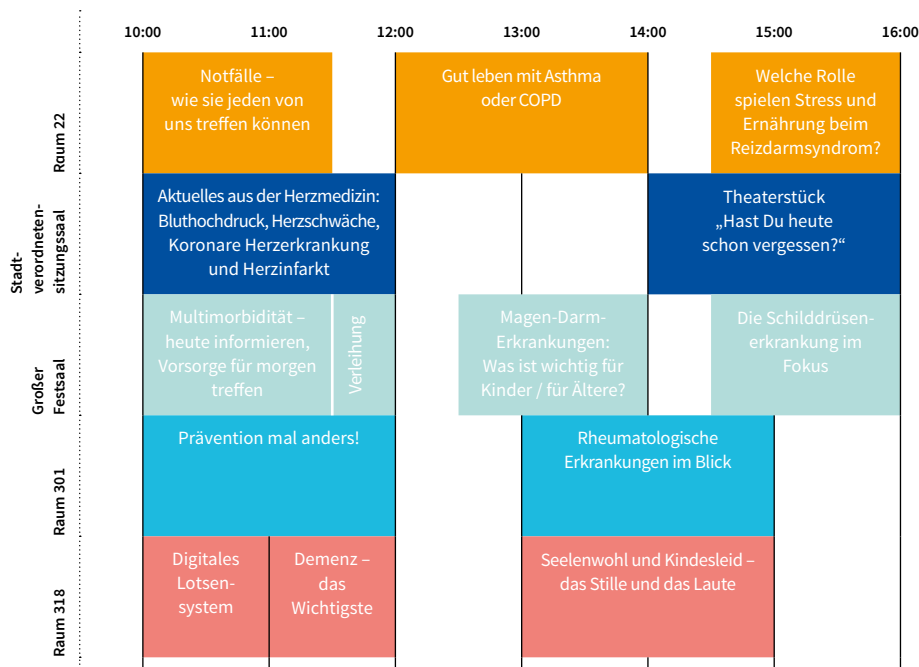 10:00 11:00 12:00 13:00 14:00 15:00 16:00
Raum 22
Notfälle –
wie sie jeden von
uns treffen können
Gut leben mit Asthma
oder COPD
Welche Rolle
spielen Stress und
Ernährung beim
Reizdarmsyndrom?
Stadt-
verordneten-
sitzungssaal
Aktuelles aus der Herzmedizin:
Bluthochdruck, Herzschwäche,
Koronare Herzerkrankung
und Herzinfarkt
Theaterstück
„Hast Du heute
schon vergessen?“
Großer
Festsaal
Multimorbidität –
heute informieren,
Vorsorge für morgen
treffen
Verleihung
Magen-Darm-
Erkrankungen:
Was ist wichtig für
Kinder / für Ältere?
Die Schilddrüsen-
erkrankung im
Fokus
Raum 301
Prävention mal anders!
Rheumatologische
Erkrankungen im Blick
Raum 318
Digitales
Lotsen-
system
Demenz –
das
Wichtigste
Seelenwohl und Kindesleid –
das Stille und das Laute